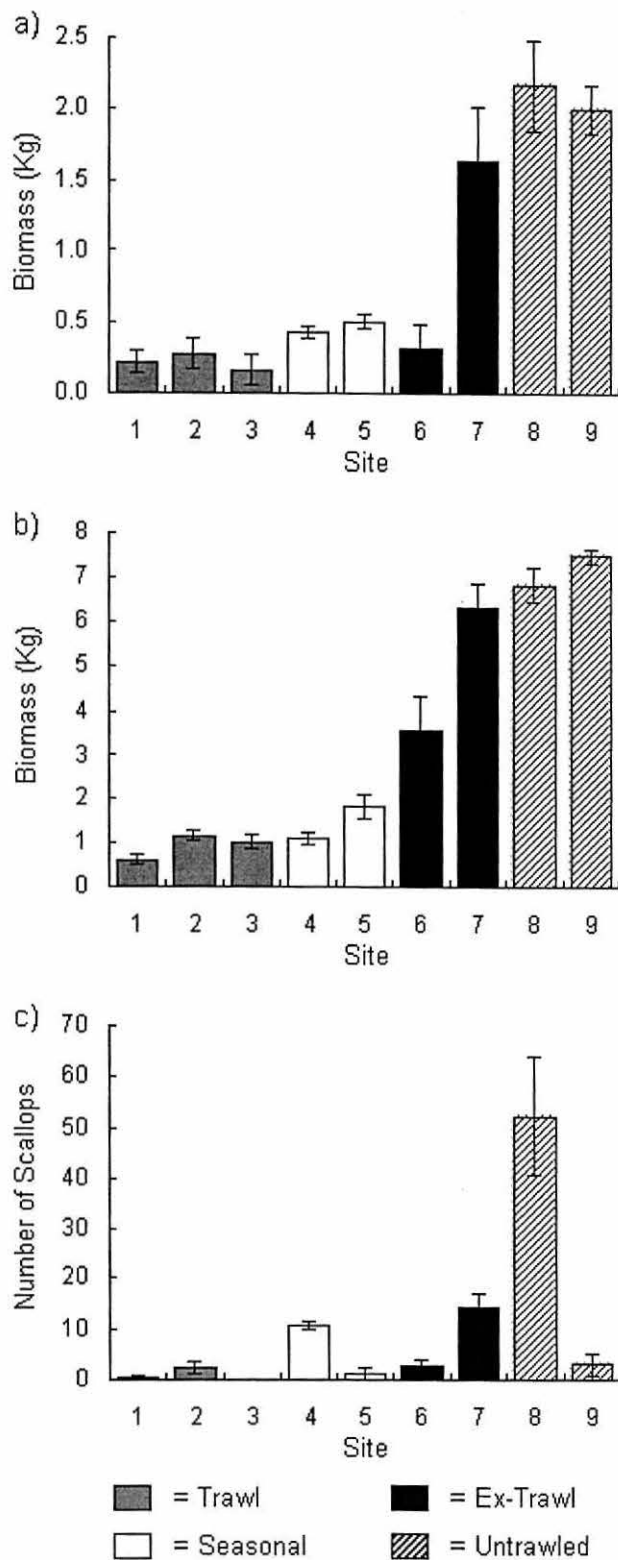 a)
Biomass (Kg)
2.5
2.0
1.5
1.0
0.5
0.0
1 2 3 4 5 6 7 8 9
Site
b)
Biomass (Kg)
8
7
6
5
4
3
2
1
0
1 2 3 4 5 6 7 8 9
Site
c)
Number of Scallops
70
60
50
40
30
20
10
0
1 2 3 4 5 6 7 8 9
Site
= Trawl = Ex-Trawl
= Seasonal = Untrawled